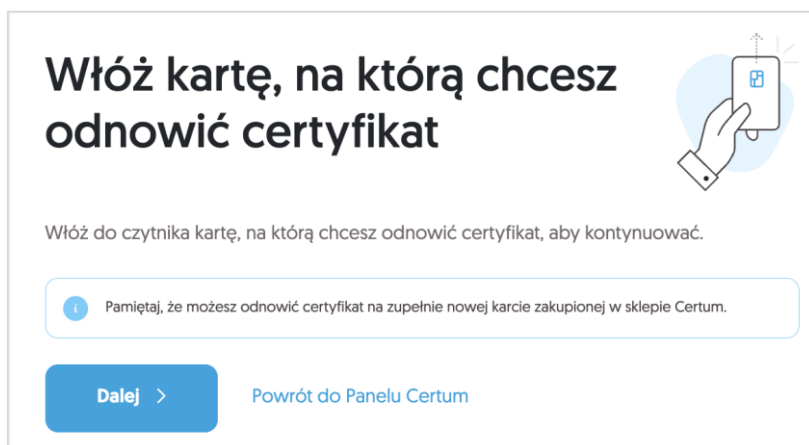 Włóż kartę, na którą chcesz
odnowić certyfikat
Włóż do czytnika kartę, na którą chcesz odnowić certyfikat, aby kontynuować.
Pamiętaj, że możesz odnowić certyfikat na zupełnie nowej karcie zakupionej w sklepie Certum.
Dalej
Powrót do Panelu Certum